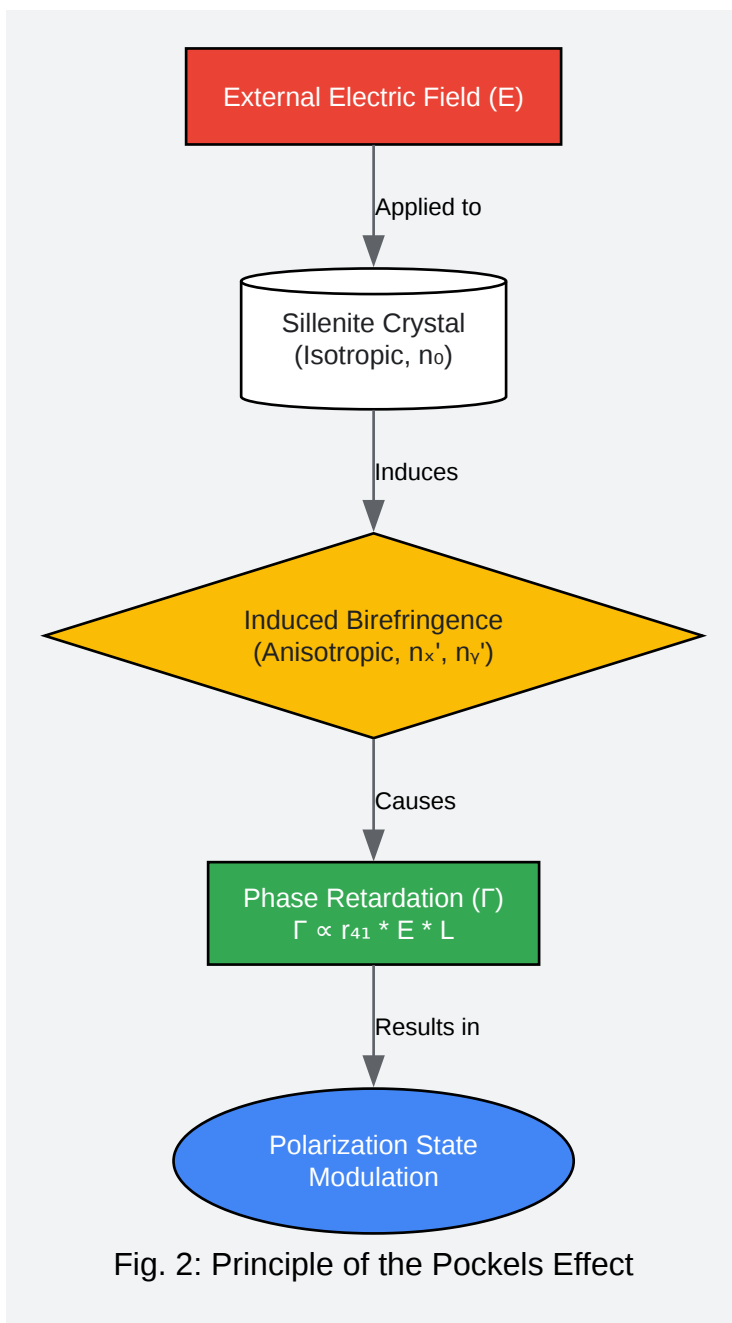 External Electric Field (E)
Applied to
Sillenite Crystal
(Isotropic, n₀)
Induces
Induced Birefringence
(Anisotropic, nₓ', nᵧ')
Causes
Phase Retardation (Γ)
Γ ∝ r₄₁ * E * L
Results in
Polarization State
Modulation
Fig. 2: Principle of the Pockels Effect